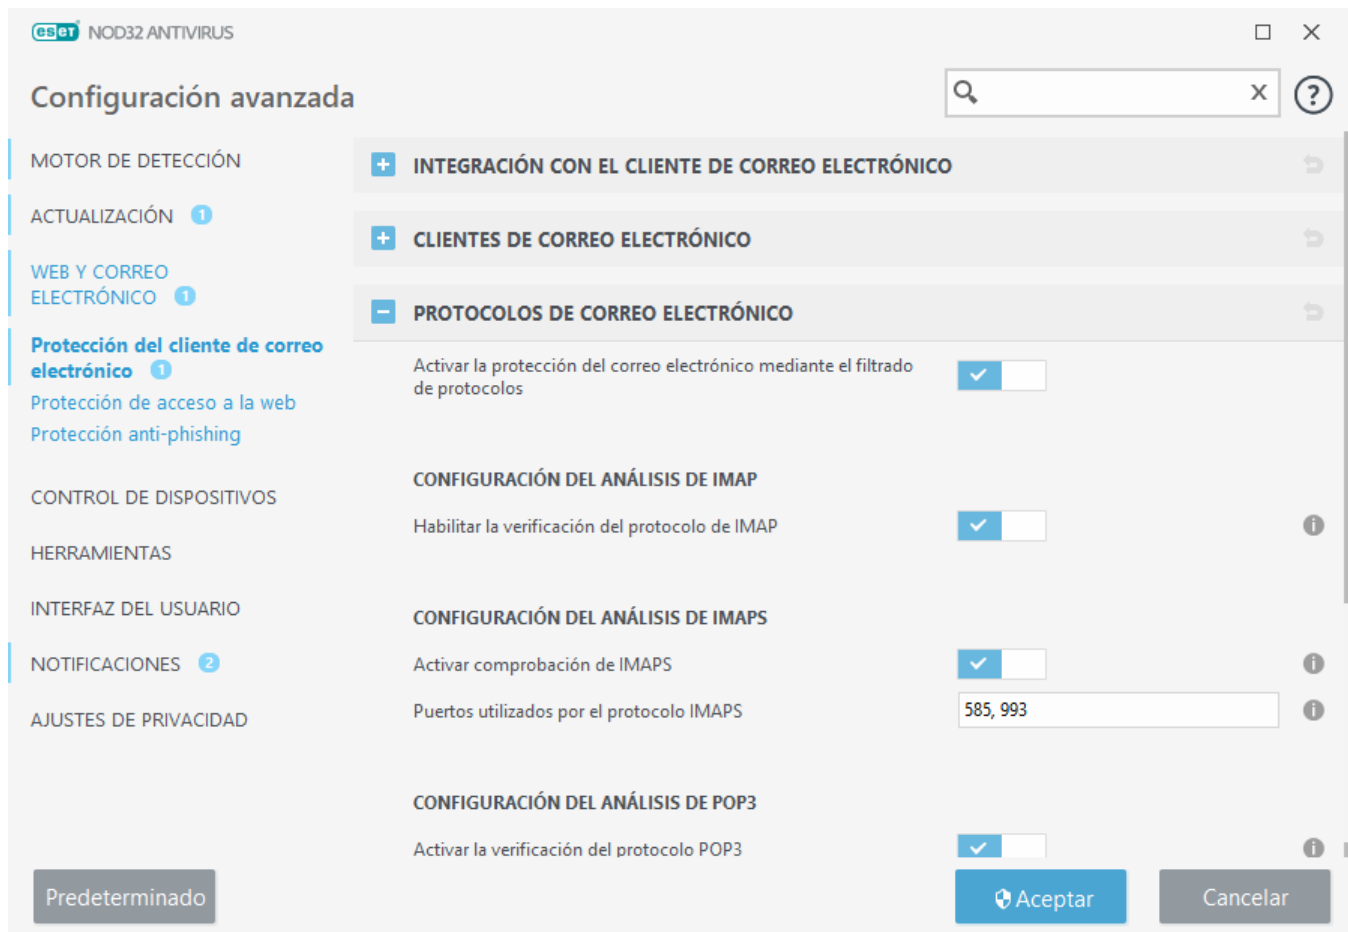 eset NOD32 ANTIVIRUS
Configuración avanzada
x
?
MOTOR DE DETECCIÓN
ACTUALIZACIÓN 1
WEB Y CORREO
ELECTRÓNICO 1
Protección del cliente de correo
electrónico 1
Protección de acceso a la web
Protección anti-phishing
CONTROL DE DISPOSITIVOS
HERRAMIENTAS
INTERFAZ DEL USUARIO
NOTIFICACIONES 2
AJUSTES DE PRIVACIDAD
INTEGRACIÓN CON EL CLIENTE DE CORREO ELECTRÓNICO
CLIENTES DE CORREO ELECTRÓNICO
PROTOCOLOS DE CORREO ELECTRÓNICO
Activar la protección del correo electrónico mediante el filtrado
de protocolos
CONFIGURACIÓN DEL ANÁLISIS DE IMAP
Habilitar la verificación del protocolo de IMAP
CONFIGURACIÓN DEL ANÁLISIS DE IMAPS
Activar comprobación de IMAPS
Puertos utilizados por el protocolo IMAPS
585, 993
CONFIGURACIÓN DEL ANÁLISIS DE POP3
Activar la verificación del protocolo POP3
Predeterminado
Aceptar
Cancelar